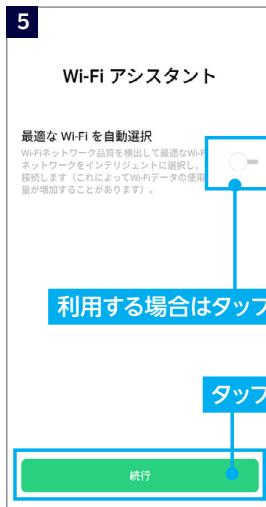 5
Wi-Fi アシスタント
最適な Wi-Fi を自動選択
Wi-Fiネットワーク品質を検出して最適なWi-F
ネットワークをインテリジェントに選択し、
接続します（これによってWi-Fiデータの使用
量が増加することがあります）。
利用する場合はタップ
タップ
続行